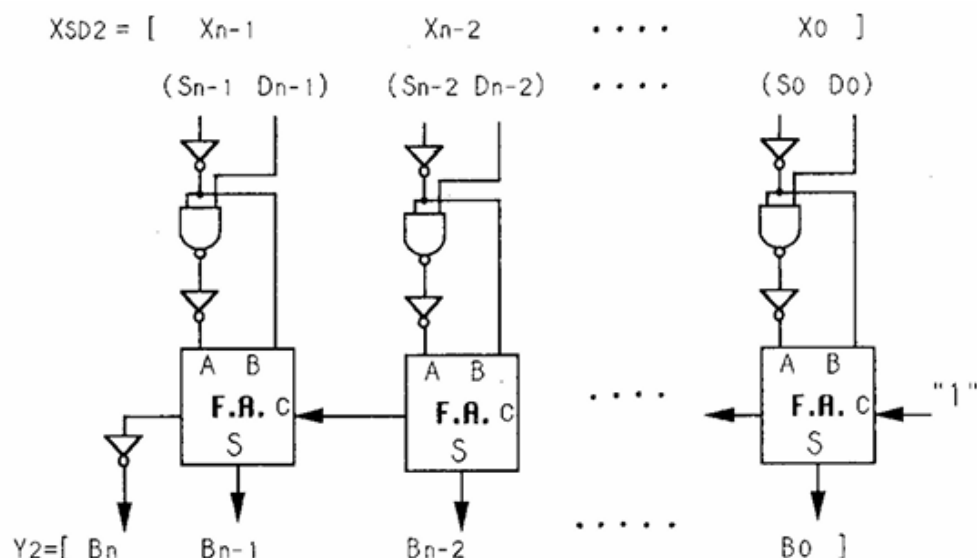 XSD2 = [ Xn-1 Xn-2 · · · · X0 ]
(Sn-1 Dn-1) (Sn-2 Dn-2) · · · · (S0 D0)
A B A B A B
F.A. C F.A. C · · · · F.A. C "1"
S S S
Y2=[ Bn Bn-1 Bn-2 · · · · · B0 ]